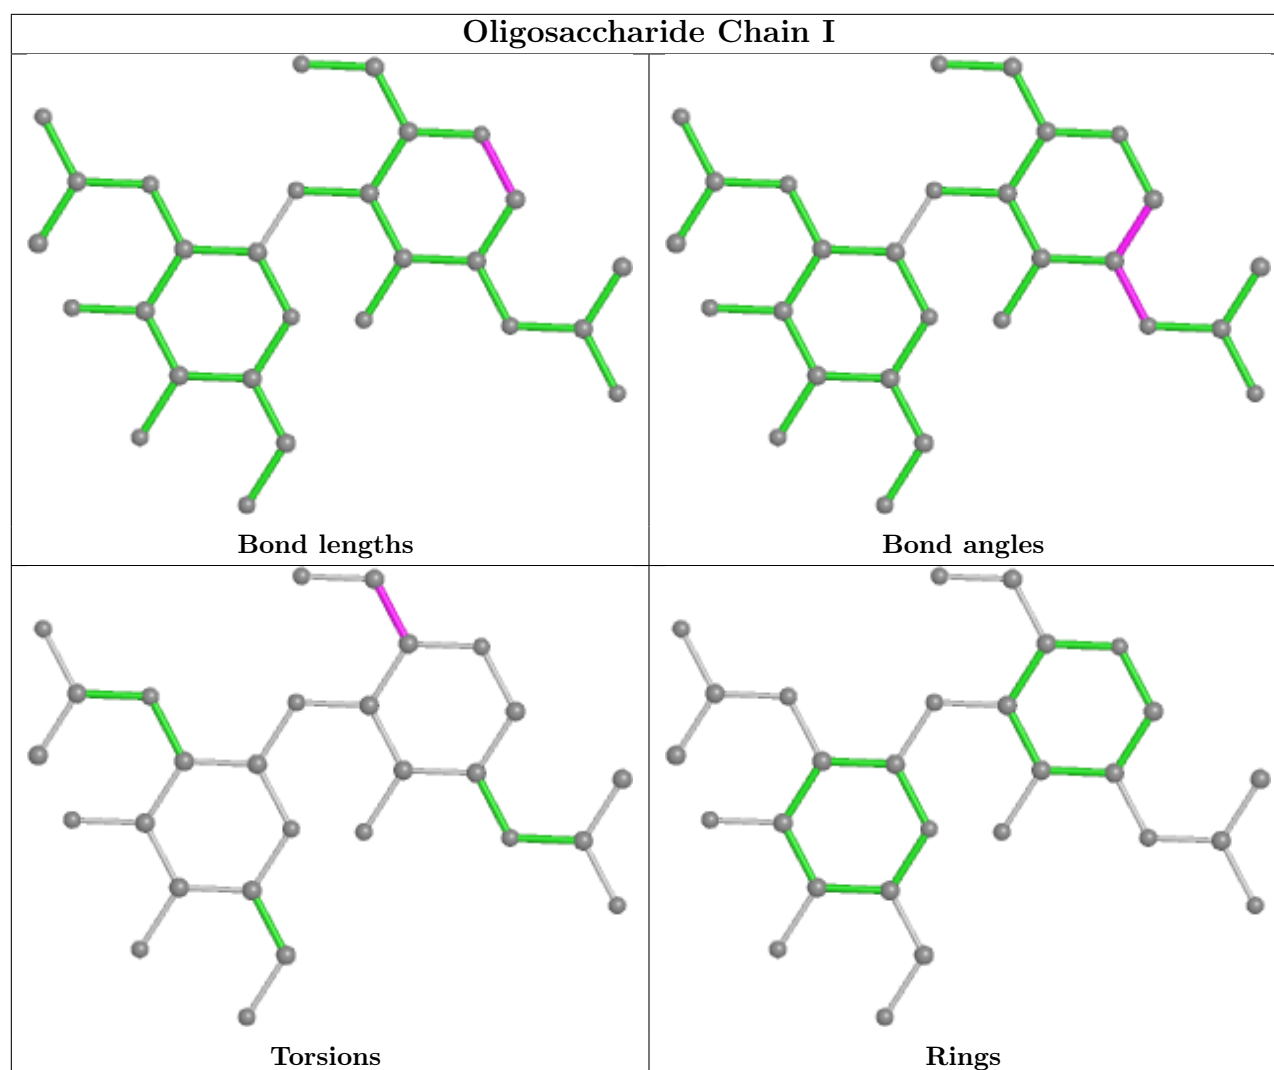 Oligosaccharide Chain I
Bond lengths
Bond angles
Torsions
Rings